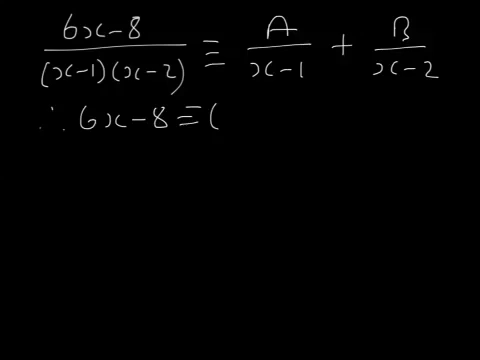 (6x-8)/((x-1)(x-2)) ≡ A/(x-1) + B/(x-2)
∴ 6x-8 ≡ (